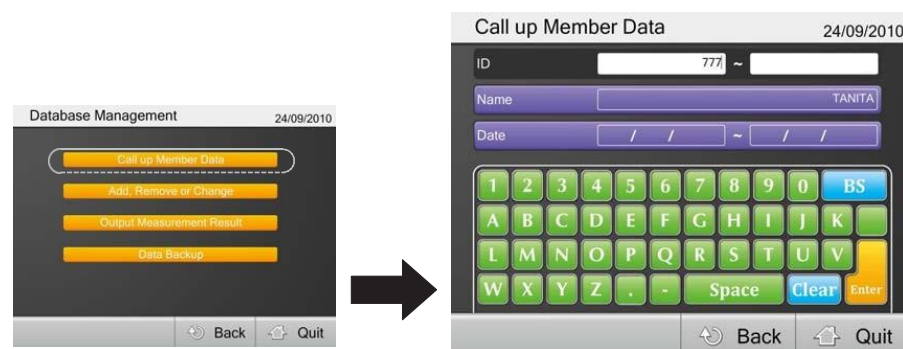 Database Management 24/09/2010
Call up Member Data
Add, Remove or Change
Output Measurement Result
Data Backup
Back Quit
Call up Member Data 24/09/2010
ID 777 ~
Name TANITA
Date / / ~ / /
1 2 3 4 5 6 7 8 9 0 BS
A B C D E F G H I J K
L M N O P Q R S T U V
W X Y Z . - Space Clear Enter
Back Quit